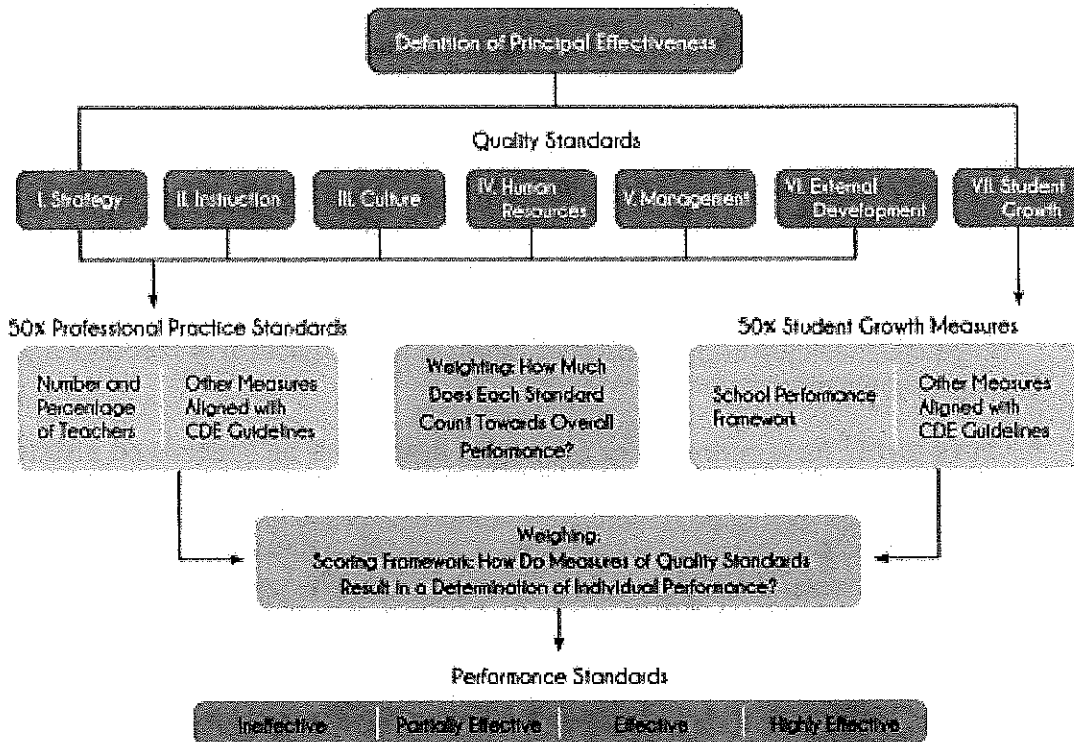 Definition of Principal Effectiveness
Quality Standards
I. Strategy
II. Instruction
III. Culture
IV. Human
Resources
V. Management
VI. External
Development
VII. Student
Growth
50% Professional Practice Standards
50% Student Growth Measures
Number and
Percentage
of Teachers
Other Measures
Aligned with
CDE Guidelines
Weighting: How Much
Does Each Standard
Count Towards Overall
Performance?
School Performance
Framework
Other Measures
Aligned with
CDE Guidelines
Weighing:
Scoring Framework: How Do Measures of Quality Standards
Result in a Determination of Individual Performance?
Performance Standards
Ineffective
Partially Effective
Effective
Highly Effective